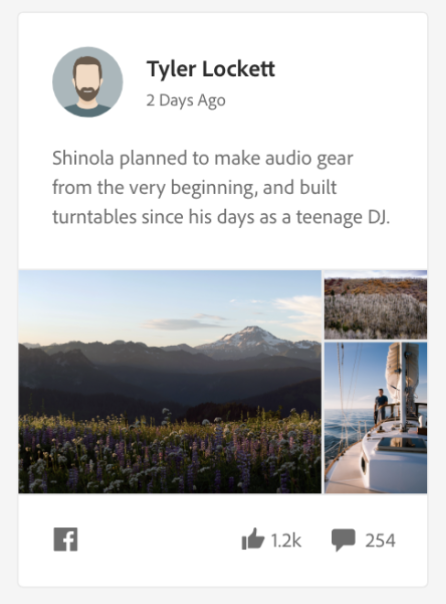 Tyler Lockett
2 Days Ago
Shinola planned to make audio gear
from the very beginning, and built
turntables since his days as a teenage DJ.
1.2k 254